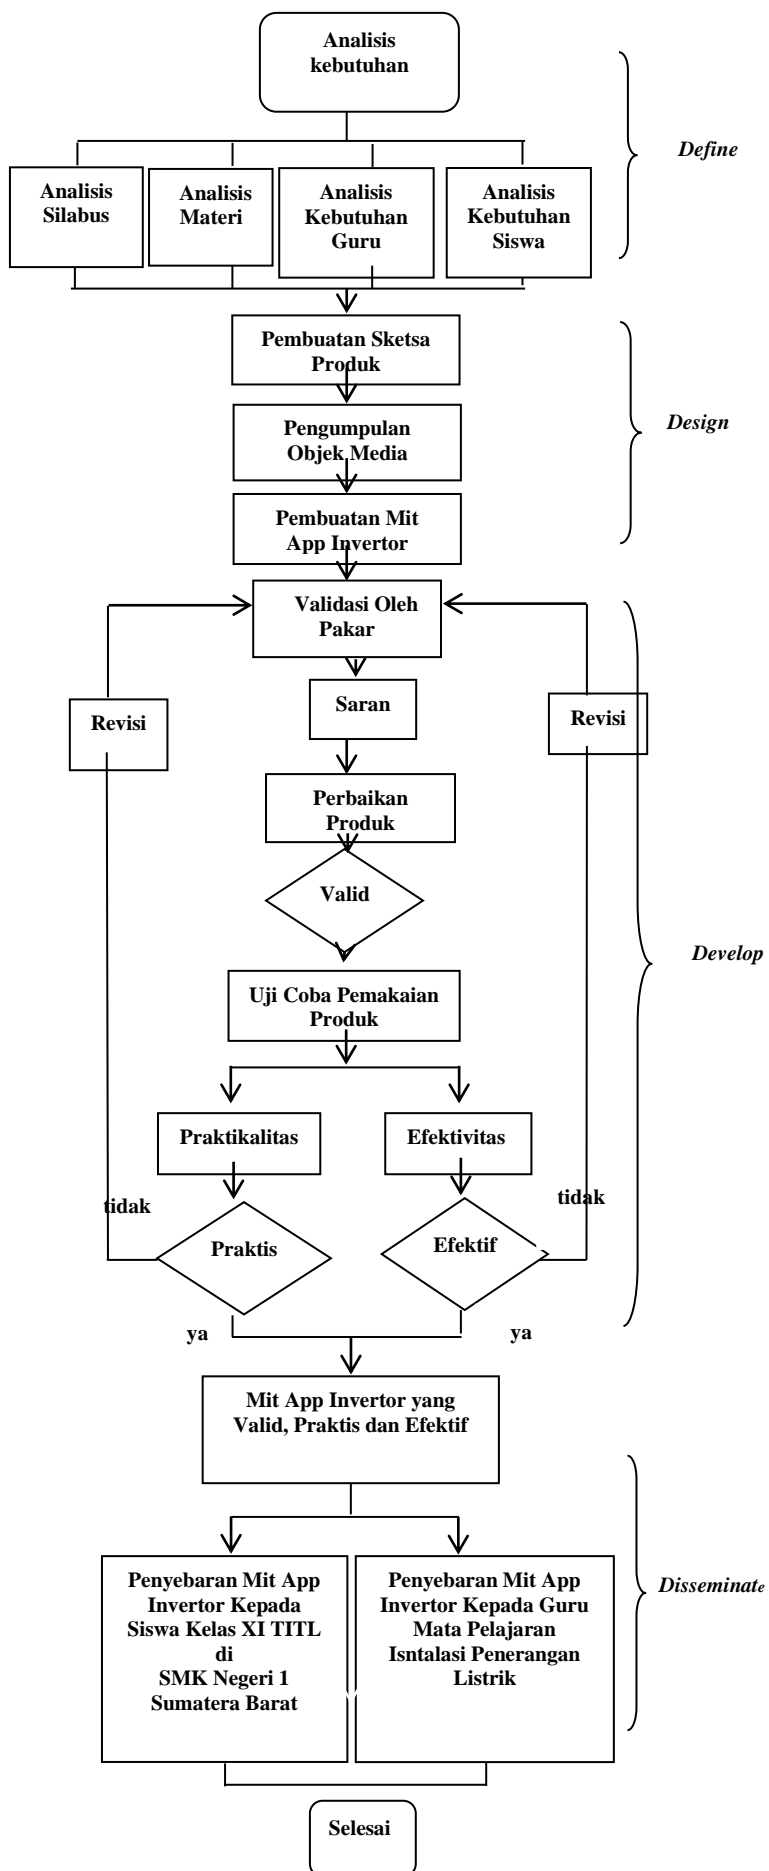 Analisis
kebutuhan
Define
Analisis
Silabus
Analisis
Materi
Analisis
Kebutuhan
Guru
Analisis
Kebutuhan
Siswa
Pembuatan Sketsa
Produk
Pengumpulan
Objek Media
Design
Pembuatan Mit
App Invertor
Validasi Oleh
Pakar
Saran
Revisi
Revisi
Perbaikan
Produk
Valid
Develop
Uji Coba Pemakaian
Produk
Praktikalitas
Efektivitas
tidak
tidak
Praktis
Efektif
ya
ya
Mit App Invertor yang
Valid, Praktis dan Efektif
Penyebaran Mit App
Invertor Kepada
Siswa Kelas XI TITL
di
SMK Negeri 1
Sumatera Barat
Penyebaran Mit App
Invertor Kepada Guru
Mata Pelajaran
Isntalasi Penerangan
Listrik
Disseminate
Selesai